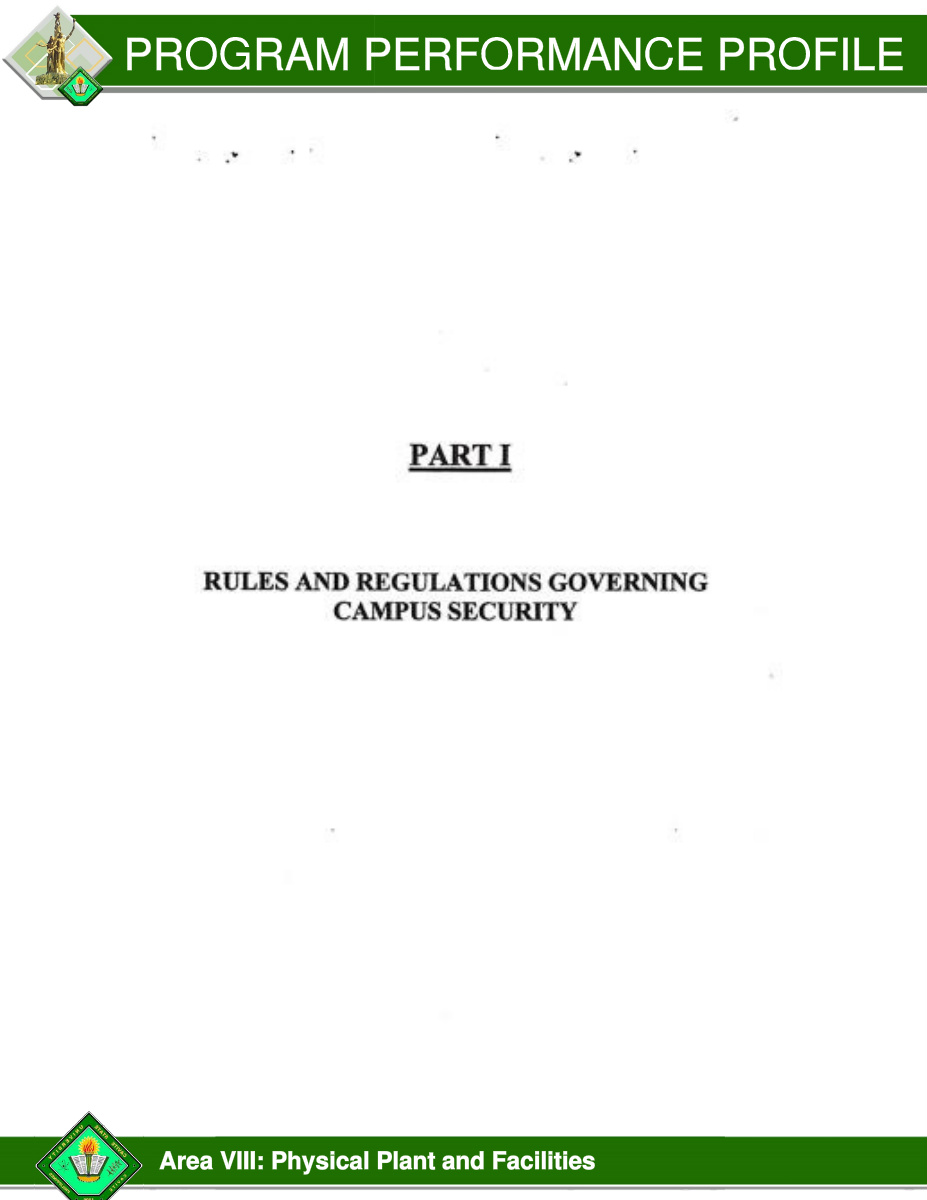 PROGRAM PERFORMANCE PROFILE
PART I
RULES AND REGULATIONS GOVERNING
CAMPUS SECURITY
Area VIII: Physical Plant and Facilities